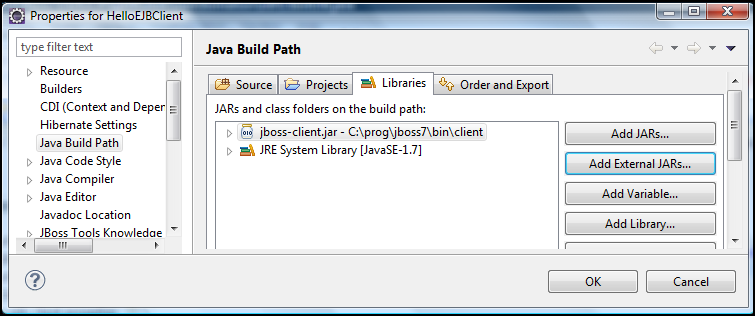 Properties for HelloEJBClient
type filter text
Resource
Builders
CDI (Context and Deper
Hibernate Settings
Java Build Path
Java Code Style
Java Compiler
Java Editor
Javadoc Location
JBoss Tools Knowledge
Java Build Path
Source Projects Libraries Order and Export
JARs and class folders on the build path:
jboss-client.jar - C:\prog\jboss7\bin\client
JRE System Library [JavaSE-1.7]
Add JARs...
Add External JARs...
Add Variable...
Add Library...
OK Cancel